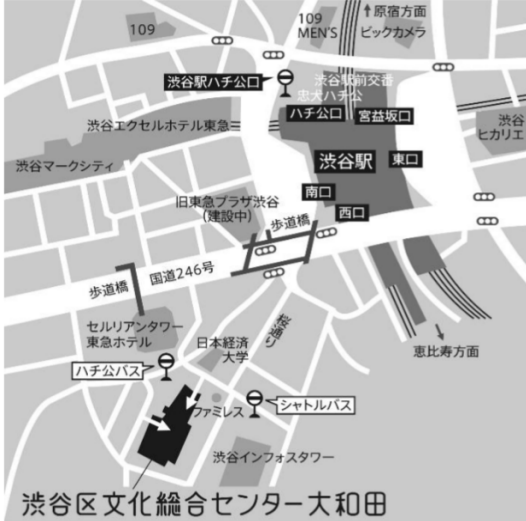 ↑原宿方面
109
MEN'S
ビックカメラ
109
渋谷駅ハチ公口
渋谷駅前交番
忠犬ハチ公
ハチ公口
宮益坂口
渋谷エクセルホテル東急
渋谷
ヒカリエ
渋谷マークシティ
渋谷駅
東口
南口
西口
旧東急プラザ渋谷
(建設中)
歩道橋
国道246号
歩道橋
セルリアンタワー
東急ホテル
桜通り
日本経済
大学
恵比寿方面
ハチ公バス
ファミレス
シャトルバス
渋谷インフォスタワー
渋谷区文化総合センター大和田